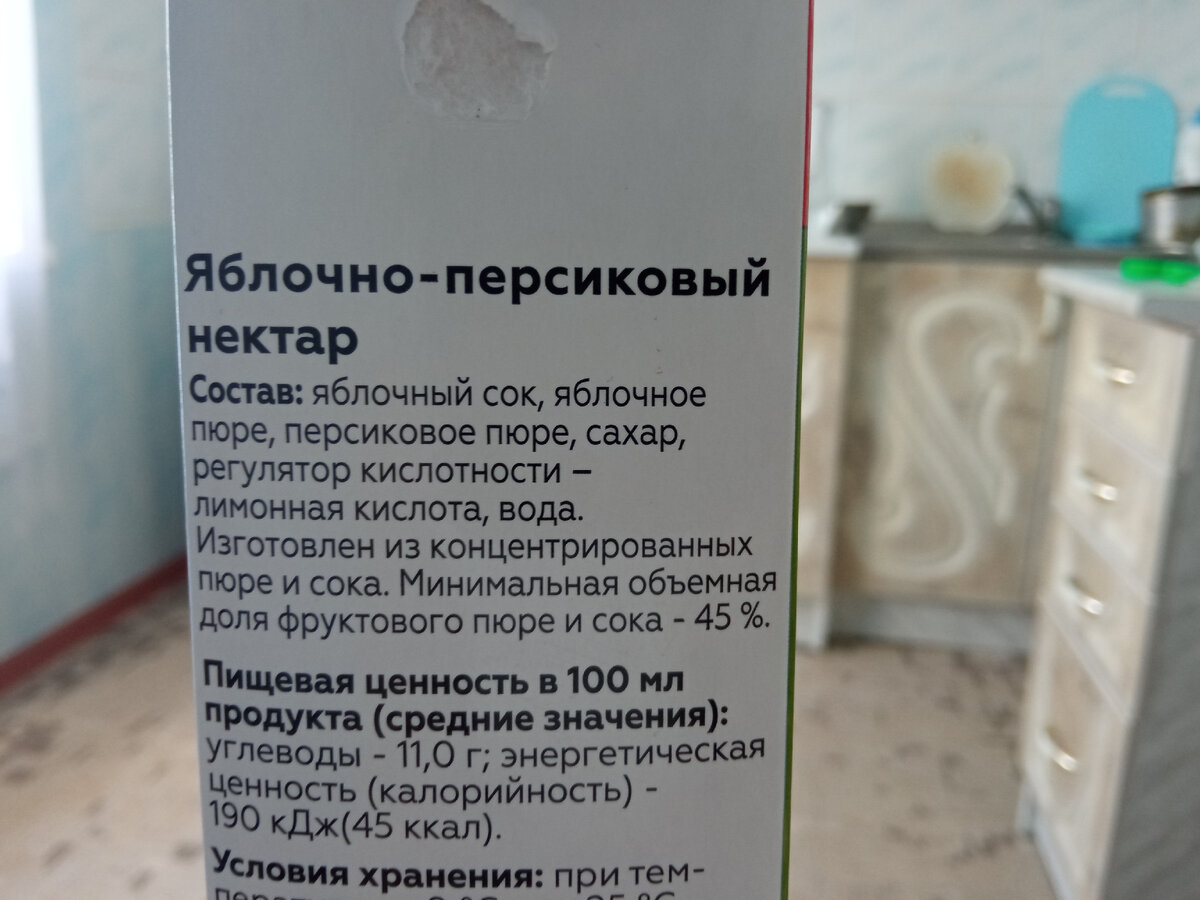 Яблочно-персиковый
нектар
Состав: яблочный сок, яблочное
пюре, персиковое пюре, сахар,
регулятор кислотности –
лимонная кислота, вода.
Изготовлен из концентрированных
пюре и сока. Минимальная объемная
доля фруктового пюре и сока - 45 %.
Пищевая ценность в 100 мл
продукта (средние значения):
углеводы - 11,0 г; энергетическая
ценность (калорийность) -
190 кДж(45 ккал).
Условия хранения: при тем-